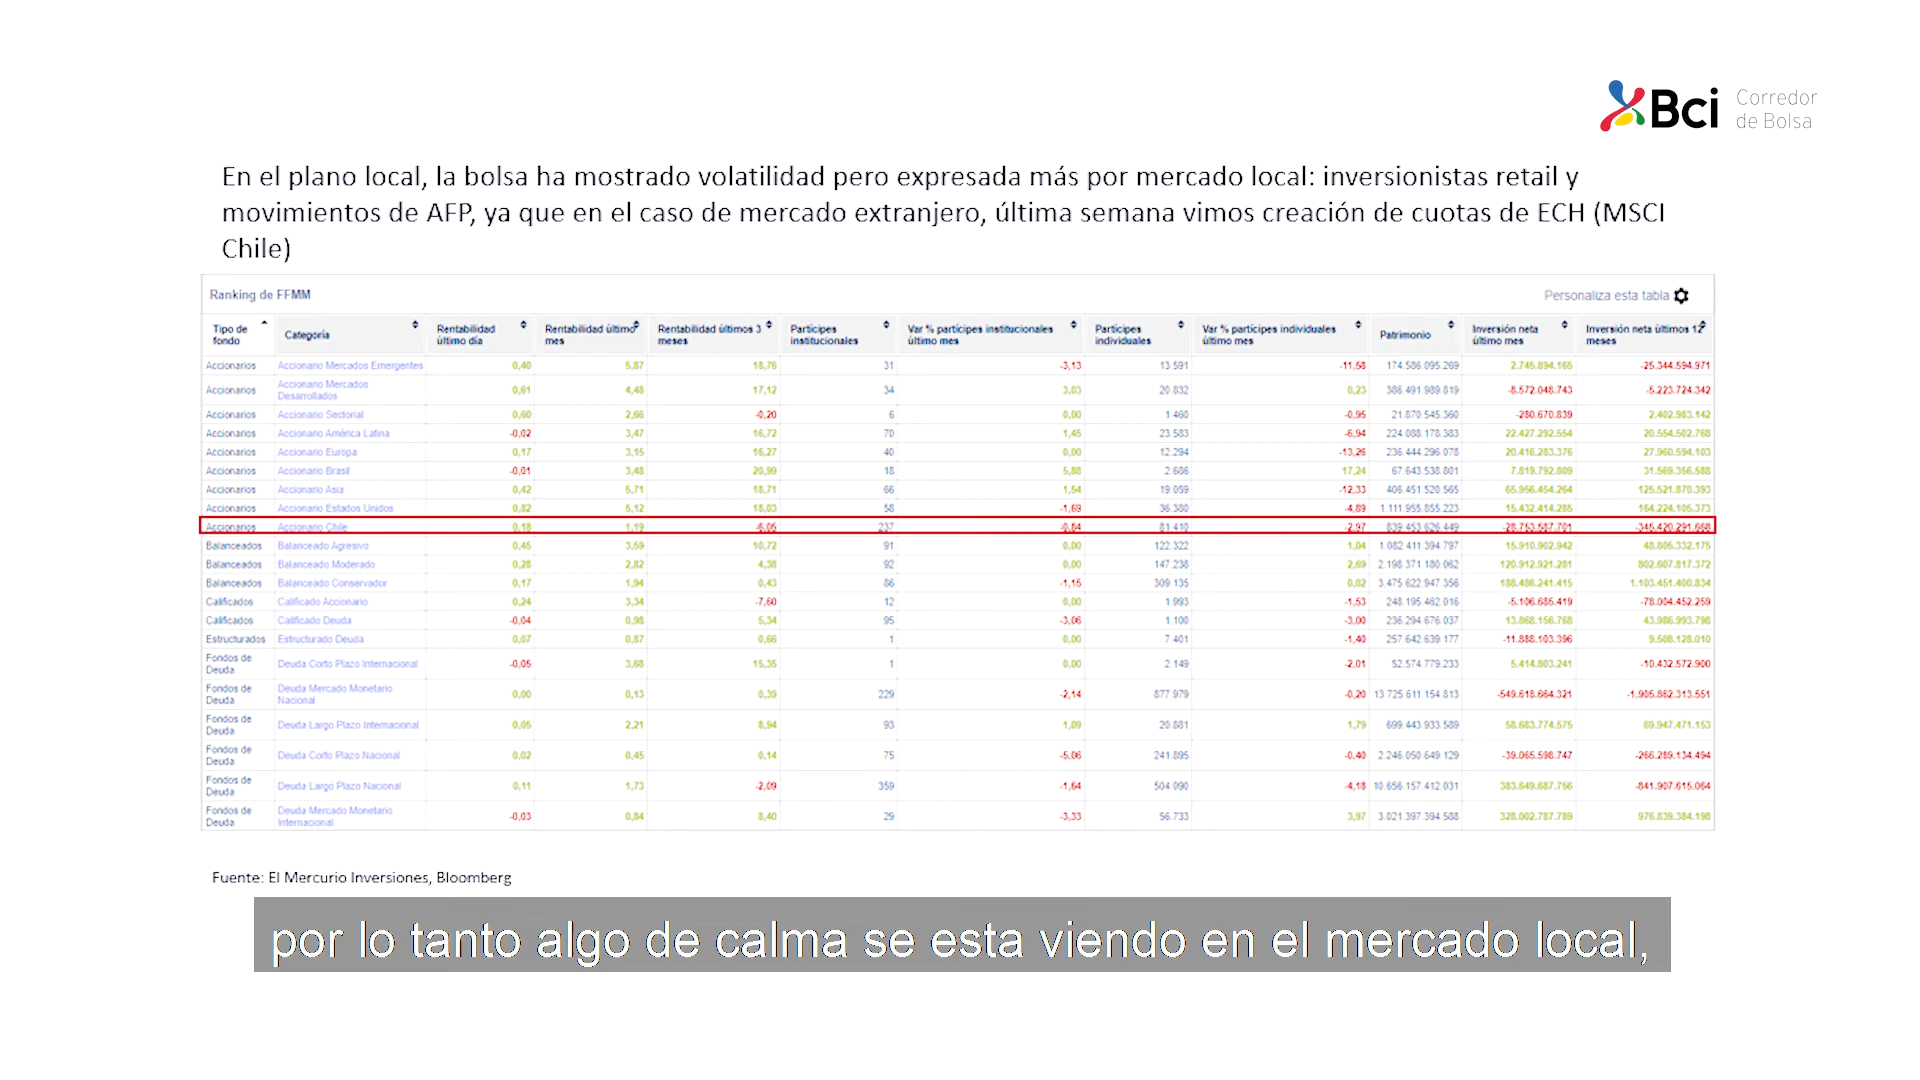 Bci Corredor
de Bolsa
En el plano local, la bolsa ha mostrado volatilidad pero expresada más por mercado local: inversionistas retail y
movimientos de AFP, ya que en el caso de mercado extranjero, última semana vimos creación de cuotas de ECH (MSCI
Chile)
Ranking de FFMM Personaliza esta tabla
Tipo de fondo Categoría Rentabilidad último día Rentabilidad último mes Rentabilidad últimos 3 meses Partícipes institucionales Var % partícipes institucionales último mes Partícipes individuales Var % partícipes individuales último mes Patrimonio Inversión neta último mes Inversión neta últimos 12 meses
Accionarios Accionario Mercados Emergentes 0,40 5,87 18,76 31 -3,13 13.591 -11,58 174.586.095.269 2.745.894.165 -25.344.594.971
Accionarios Accionario Mercados Desarrollados 0,61 4,48 17,12 34 3,03 20.832 0,23 386.491.989.819 -8.572.048.743 -5.223.724.342
Accionarios Accionario Sectorial 0,60 2,66 -0,20 6 0,00 1.460 -0,95 21.870.545.360 -280.670.839 2.402.983.142
Accionarios Accionario América Latina -0,02 3,47 16,72 70 1,45 23.583 -6,94 224.088.178.383 22.427.292.554 20.554.502.768
Accionarios Accionario Europa 0,17 3,15 16,27 40 0,00 12.294 -13,26 236.444.296.078 20.416.283.376 27.960.594.103
Accionarios Accionario Brasil -0,01 3,48 20,99 18 5,88 2.686 17,24 67.643.538.801 7.819.792.809 31.569.356.588
Accionarios Accionario Asia 0,42 5,71 18,71 66 1,54 19.059 -12,33 406.451.520.565 65.956.454.264 125.521.870.393
Accionarios Accionario Estados Unidos 0,82 5,12 18,03 58 -1,69 36.380 -4,89 1.111.955.855.223 15.432.414.285 164.224.105.373
Accionarios Accionario Chile 0,18 1,19 -6,05 237 -0,84 81.410 -2,97 839.453.626.449 -28.753.587.701 -345.420.291.668
Balanceados Balanceado Agresivo 0,45 3,59 10,72 91 0,00 122.322 1,04 1.082.411.394.797 15.910.902.942 48.805.332.175
Balanceados Balanceado Moderado 0,28 2,82 4,38 92 0,00 147.238 2,69 2.198.371.180.062 120.912.921.281 802.607.817.372
Balanceados Balanceado Conservador 0,17 1,94 0,43 86 -1,15 309.135 0,02 3.475.622.947.356 188.486.241.415 1.103.451.400.834
Calificados Calificado Accionario 0,24 3,34 -7,60 12 0,00 1.993 -1,53 248.195.462.016 -5.106.685.419 -78.004.452.259
Calificados Calificado Deuda -0,04 0,98 5,34 95 -3,06 1.100 -3,00 236.294.676.037 13.868.156.768 43.986.993.798
Estructurados Estructurado Deuda 0,07 0,87 0,66 1 0,00 7.401 -1,40 257.642.639.177 -11.888.103.396 9.508.128.010
Fondos de Deuda Deuda Corto Plazo Internacional -0,05 3,68 15,35 1 0,00 2.149 -2,01 52.574.779.233 5.414.803.241 -10.432.572.900
Fondos de Deuda Deuda Mercado Monetario Nacional 0,00 0,13 0,39 229 -2,14 877.979 -0,20 13.725.611.154.813 -549.618.664.321 -1.905.862.313.551
Fondos de Deuda Deuda Largo Plazo Internacional 0,05 2,21 8,94 93 1,09 20.881 1,79 699.443.933.589 58.683.774.575 69.947.471.153
Fondos de Deuda Deuda Corto Plazo Nacional 0,02 0,45 0,14 75 -5,06 241.895 -0,40 2.246.050.649.129 -39.065.598.747 -266.289.134.494
Fondos de Deuda Deuda Largo Plazo Nacional 0,11 1,73 -2,09 359 -1,64 504.090 -4,18 10.656.157.412.031 383.649.687.756 -841.907.615.064
Fondos de Deuda Deuda Mercado Monetario Internacional -0,03 0,84 8,40 29 -3,33 56.733 3,97 3.021.397.394.588 328.002.787.789 976.839.384.198
Fuente: El Mercurio Inversiones, Bloomberg
por lo tanto algo de calma se esta viendo en el mercado local,